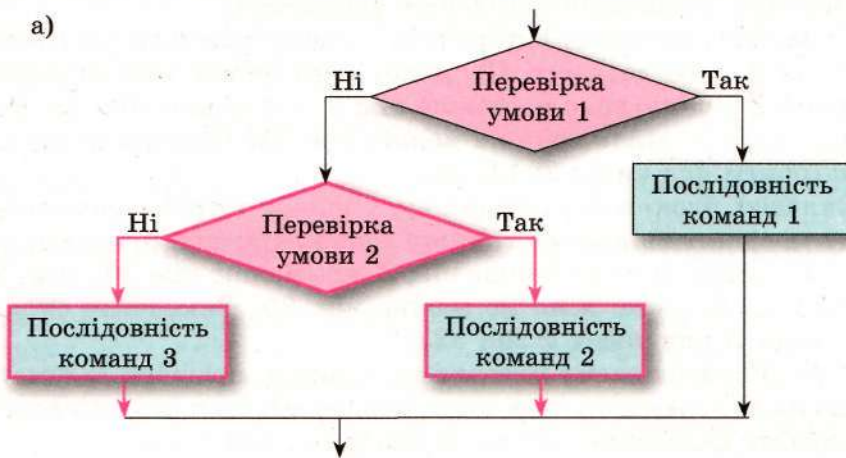 а)
Перевірка
умови 1
Ні
Так
Послідовність
команд 1
Перевірка
умови 2
Ні
Так
Послідовність
команд 3
Послідовність
команд 2